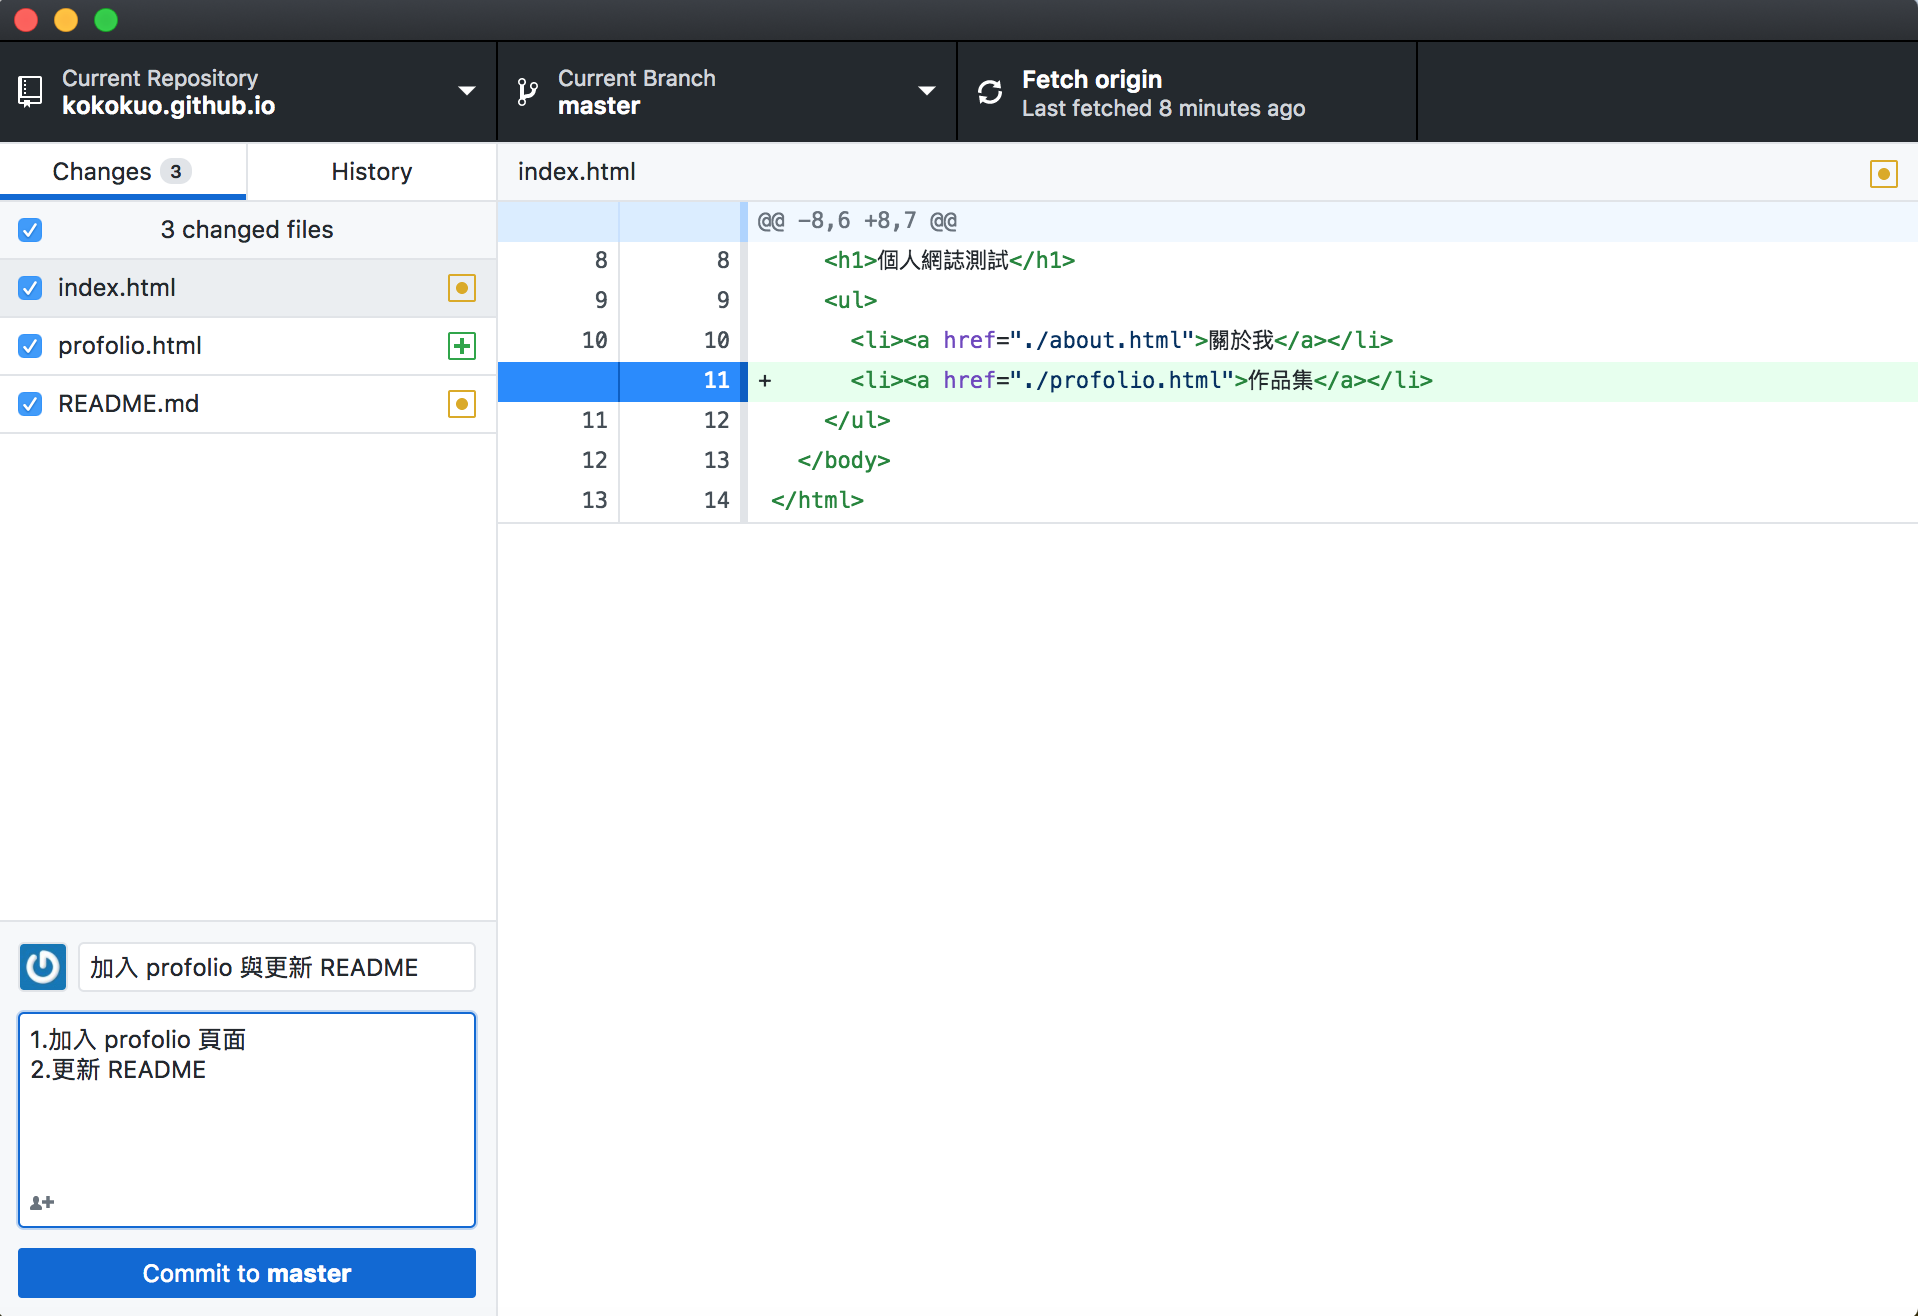 Current Repository
kokokuo.github.io
Current Branch
master
Fetch origin
Last fetched 8 minutes ago
Changes 3
History
3 changed files
index.html
profolio.html
README.md
加入 profolio 與更新 README
1.加入 profolio 頁面
2.更新 README
Commit to master
index.html
@@ -8,6 +8,7 @@
8 8 <h1>個人網誌測試</h1>
9 9 <ul>
10 10 <li><a href="./about.html">關於我</a></li>
11 + <li><a href="./profolio.html">作品集</a></li>
11 12 </ul>
12 13 </body>
13 14 </html>